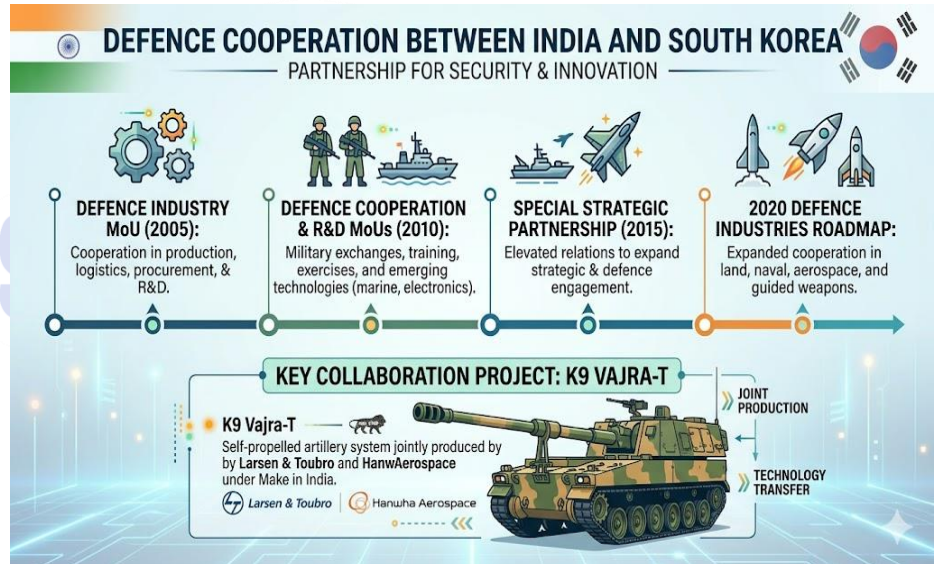 DEFENCE COOPERATION BETWEEN INDIA AND SOUTH KOREA
PARTNERSHIP FOR SECURITY & INNOVATION
DEFENCE INDUSTRY
MoU (2005):
Cooperation in production,
logistics, procurement, &
R&D.
DEFENCE COOPERATION
& R&D MoUs (2010):
Military exchanges, training,
exercises, and emerging
technologies (marine, electronics).
SPECIAL STRATEGIC
PARTNERSHIP (2015):
Elevated relations to expand
strategic & defence
engagement.
2020 DEFENCE
INDUSTRIES ROADMAP:
Expanded cooperation in
land, naval, aerospace, and
guided weapons.
KEY COLLABORATION PROJECT: K9 VAJRA-T
K9 Vajra-T
Self-propelled artillery system jointly produced by
by Larsen & Toubro and HanwAerospace
under Make in India.
Larsen & Toubro
Hanwha Aerospace
JOINT
PRODUCTION
TECHNOLOGY
TRANSFER